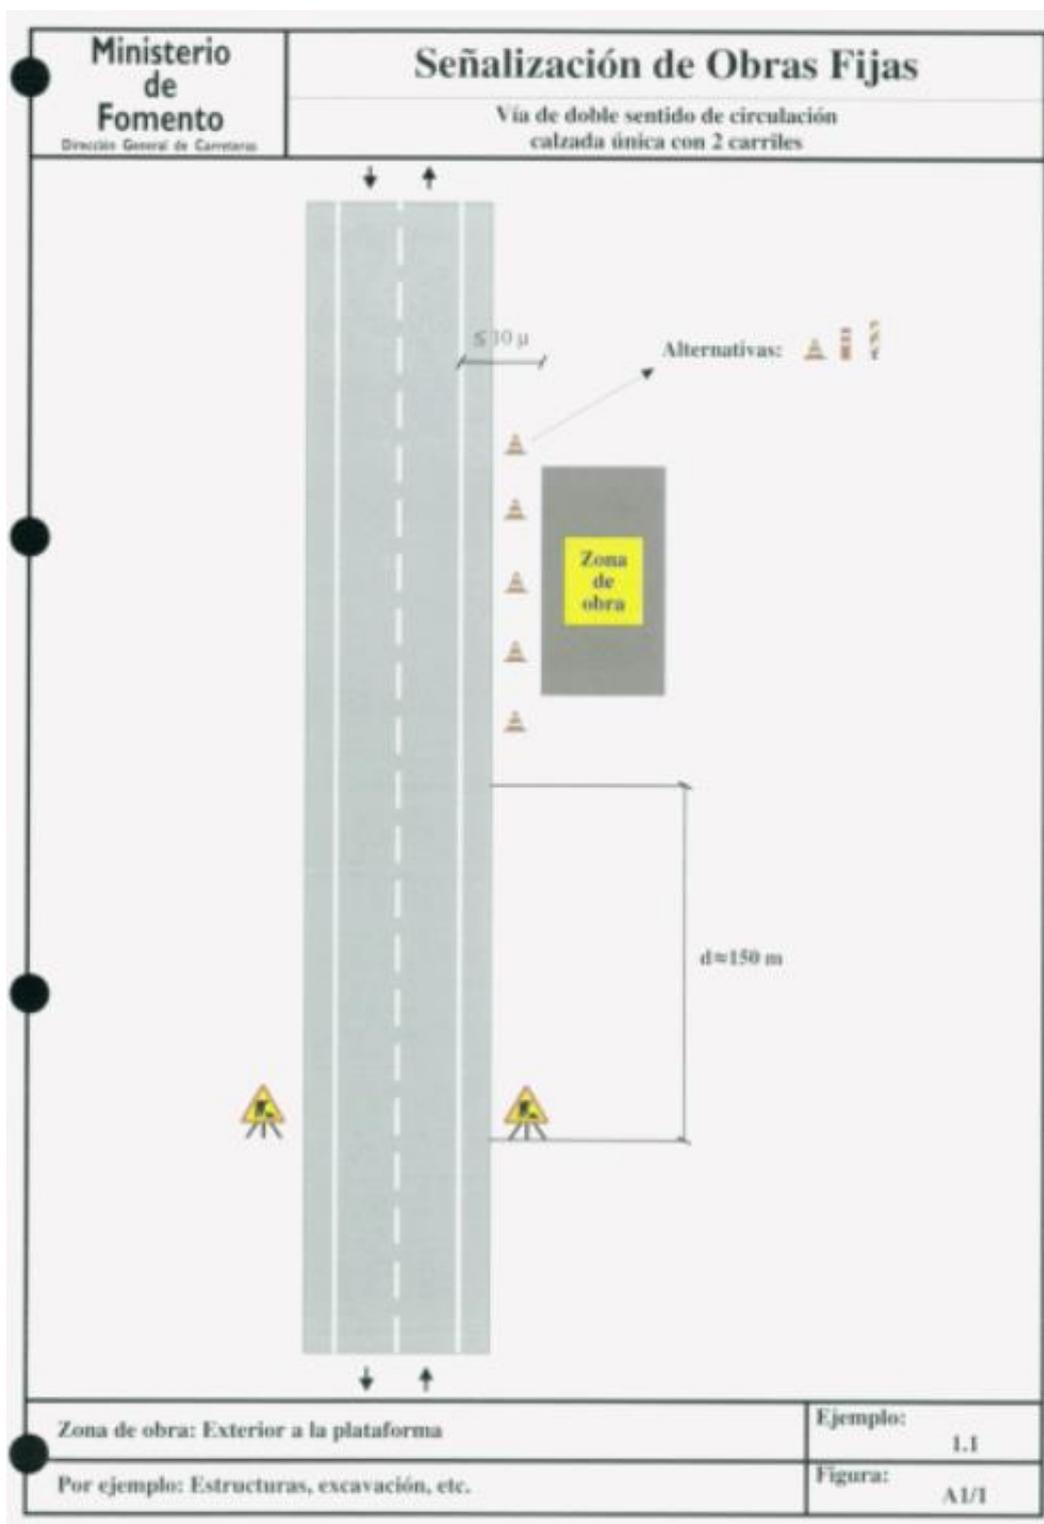 Ministerio
de
Fomento
Dirección General de Carreteras
Señalización de Obras Fijas
Vía de doble sentido de circulación
calzada única con 2 carriles
≤ 10 µ
Alternativas:
Zona
de
obra
d≈150 m
Zona de obra: Exterior a la plataforma
Ejemplo:
1.1
Por ejemplo: Estructuras, excavación, etc.
Figura:
A1/1